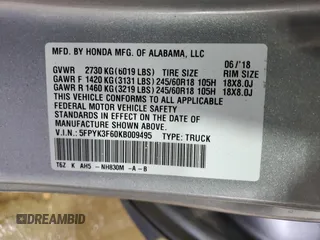 MFD. BY HONDA MFG. OF ALABAMA, LLC 06/'18
GVWR 2730 KG(6019 LBS) TIRE SIZE RIM SIZE
GAWR F 1420 KG(3131 LBS) 245/60R18 105H 18X8.0J
GAWR R 1460 KG(3219 LBS) 245/60R18 105H 18X8.0J
THIS VEHICLE CONFORMS TO ALL APPLICABLE
FEDERAL MOTOR VEHICLE SAFETY STANDARDS IN
EFFECT ON THE DATE OF MANUFACTURE SHOWN ABOVE.
V.I.N.: 5FPYK3F60KB009495 TYPE: TRUCK
T6Z K AH5 -NH830M -A-B
DREAMBID